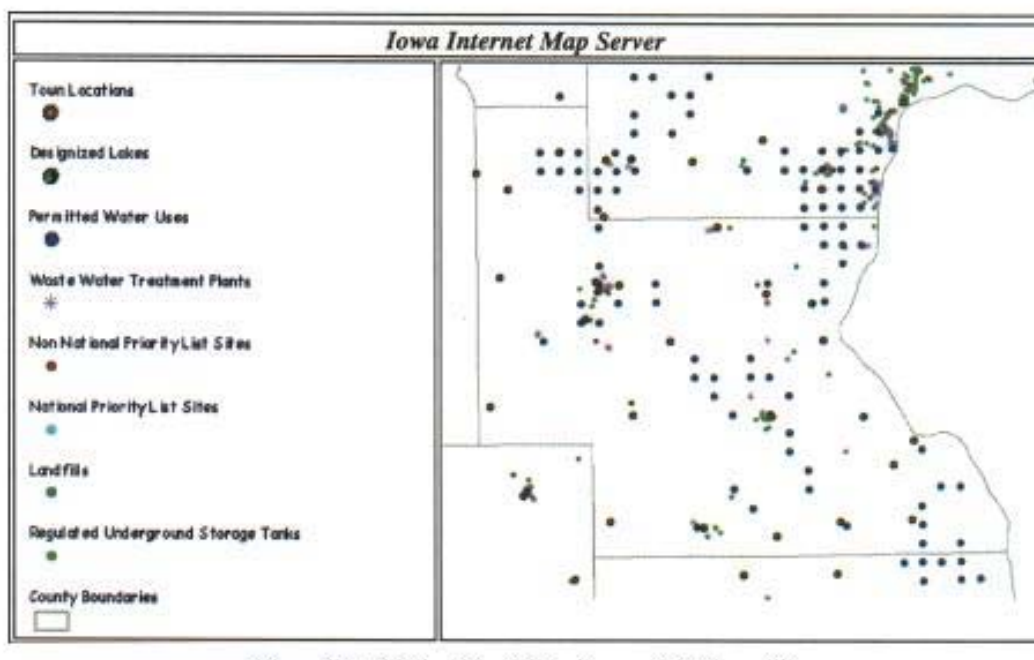 Iowa Internet Map Server
Town Locations
Designized Lakes
Permitted Water Uses
Waste Water Treatment Plants
Non National Priority List Sites
National Priority List Sites
Landfills
Regulated Underground Storage Tanks
County Boundaries